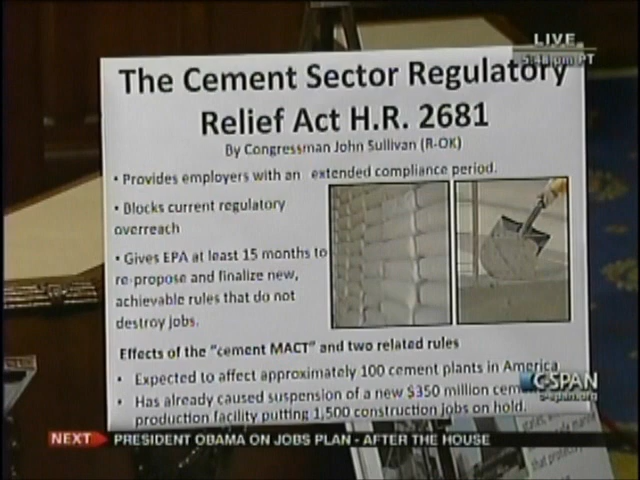 LIVE
5:41pm PT
The Cement Sector Regulatory
Relief Act H.R. 2681
By Congressman John Sullivan (R-OK)
• Provides employers with an extended compliance period.
• Blocks current regulatory
overreach
• Gives EPA at least 15 months to
re-propose and finalize new,
achievable rules that do not
destroy jobs.
Effects of the "cement MACT" and two related rules
• Expected to affect approximately 100 cement plants in America
• Has already caused suspension of a new $350 million cem
production facility putting 1,500 construction jobs on hold.
C-SPAN
c-span.org
NEXT PRESIDENT OBAMA ON JOBS PLAN - AFTER THE HOUSE